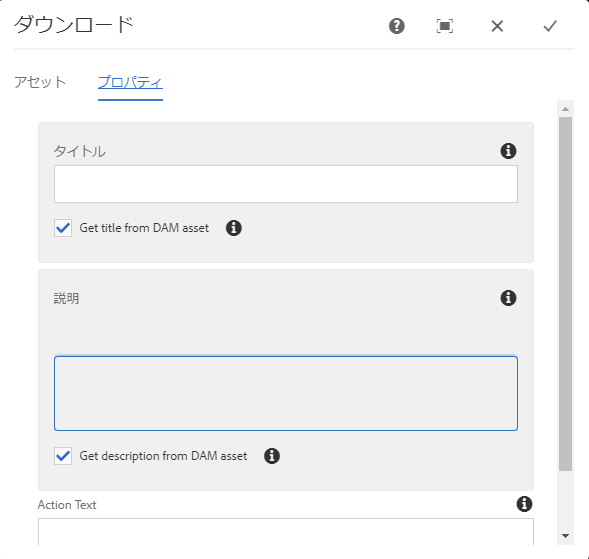 ダウンロード
アセット プロパティ
タイトル
Get title from DAM asset
説明
Get description from DAM asset
Action Text